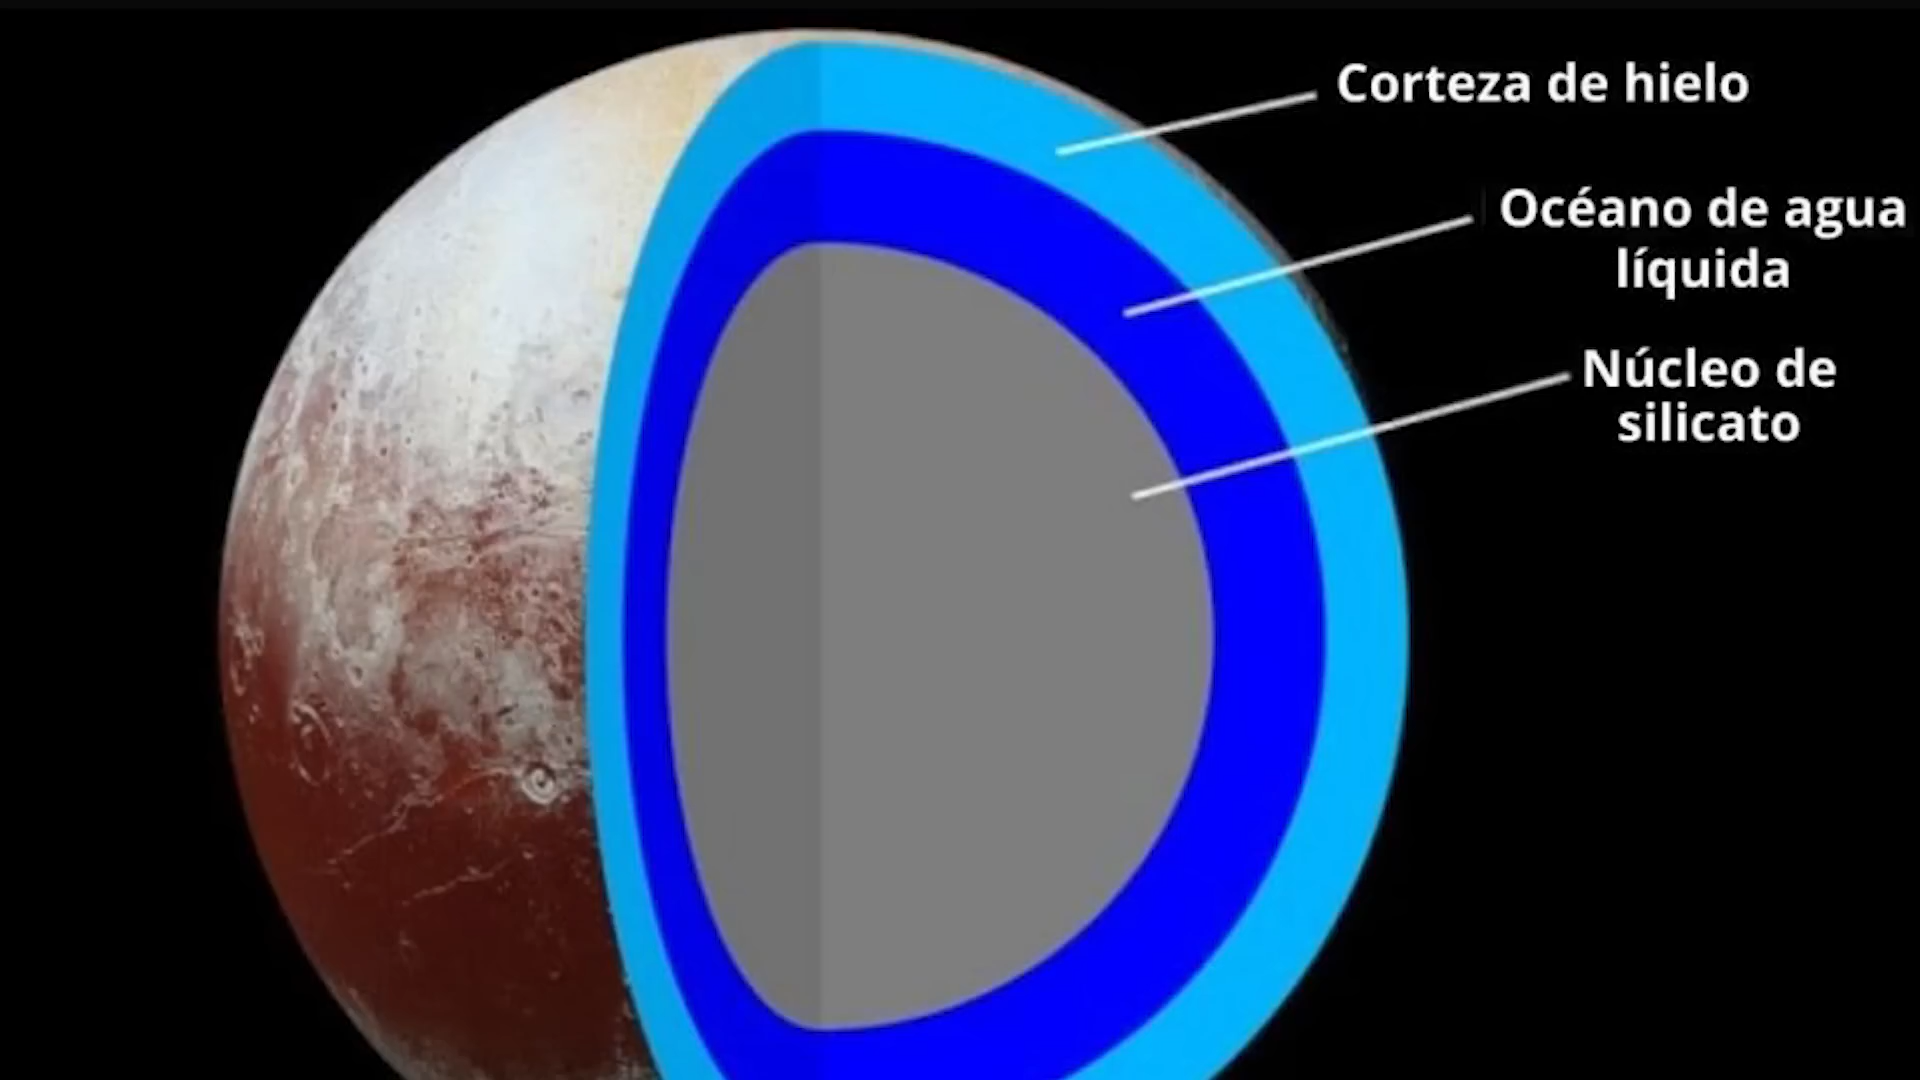 Corteza de hielo
Océano de agua
líquida
Núcleo de
silicato